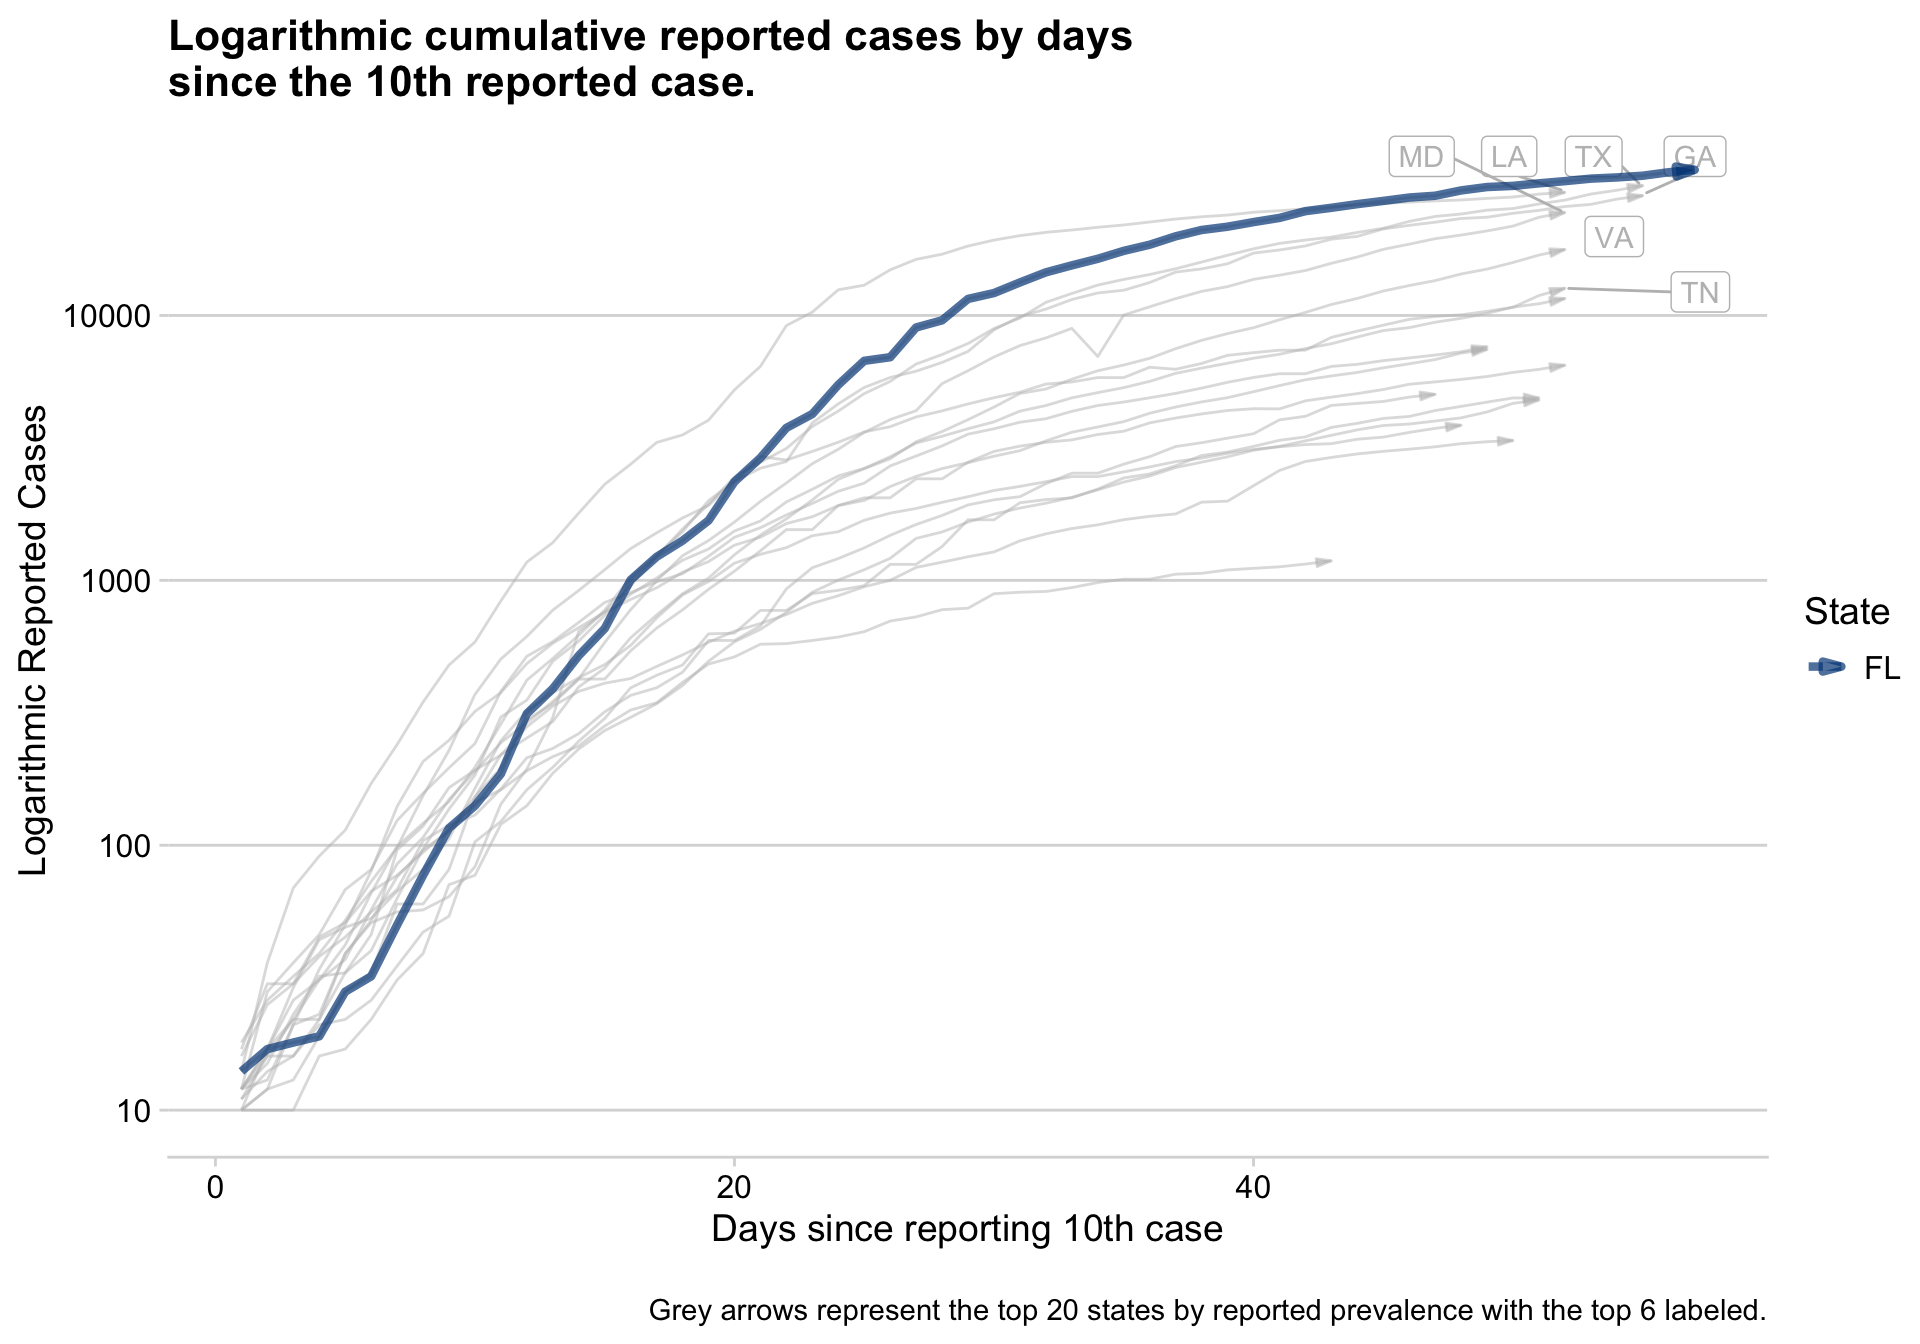 Logarithmic cumulative reported cases by days
since the 10th reported case.
MD LA TX GA
VA
TN
10000
1000
100
10
Logarithmic Reported Cases
State
FL
0 20 40
Days since reporting 10th case
Grey arrows represent the top 20 states by reported prevalence with the top 6 labeled.